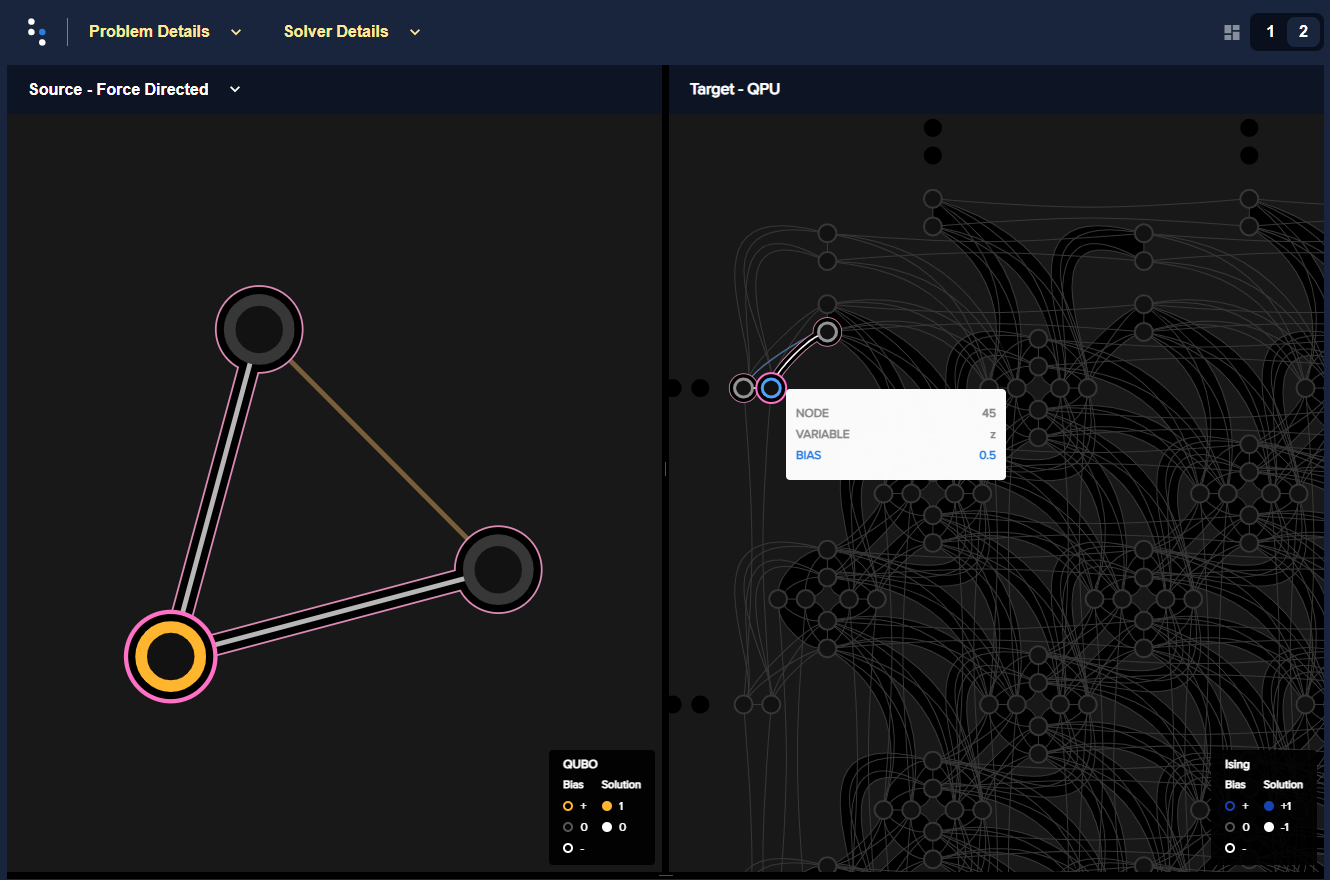 Problem Details
Solver Details
1 2
Source - Force Directed
Target - QPU
NODE 45
VARIABLE z
BIAS 0.5
QUBO
Bias Solution
+ 1
0 0
-
Ising
Bias Solution
+ +1
0 -1
-